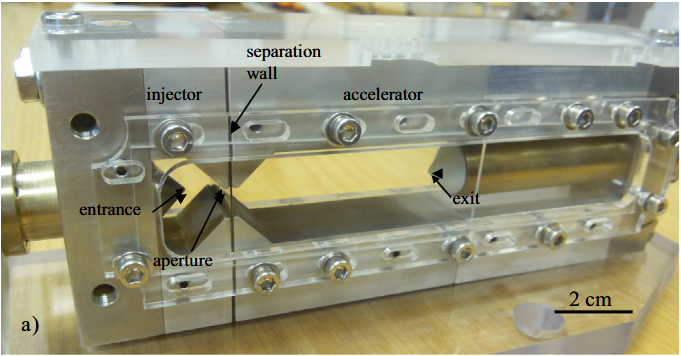 separation
wall
injector
accelerator
entrance
exit
aperture
2 cm
a)